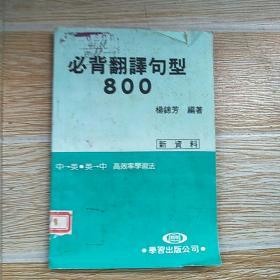 必背翻譯句型
800
楊錦芳 編著
新資料
中→英●英→中 高效率學習法
●學習出版公司●